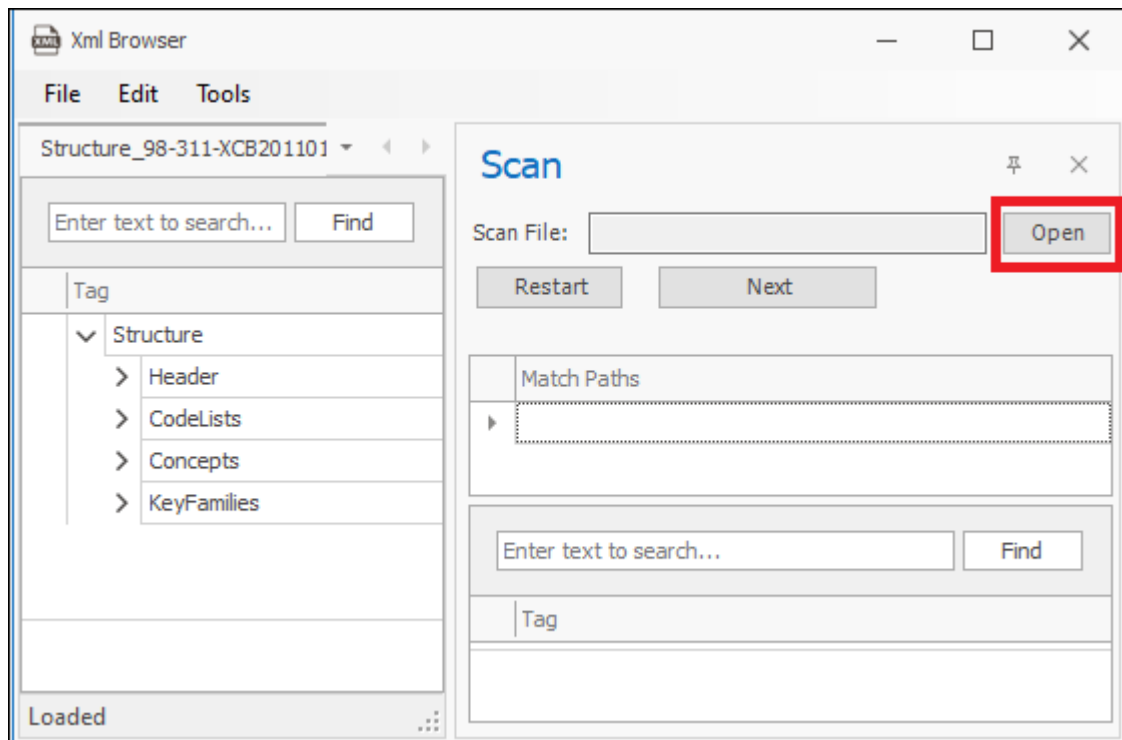 XML
Xml Browser
File Edit Tools
Structure_98-311-XCB201101
Enter text to search... Find
Tag
Structure
Header
CodeLists
Concepts
KeyFamilies
Loaded
Scan
Scan File: Open
Restart Next
Match Paths
Enter text to search... Find
Tag